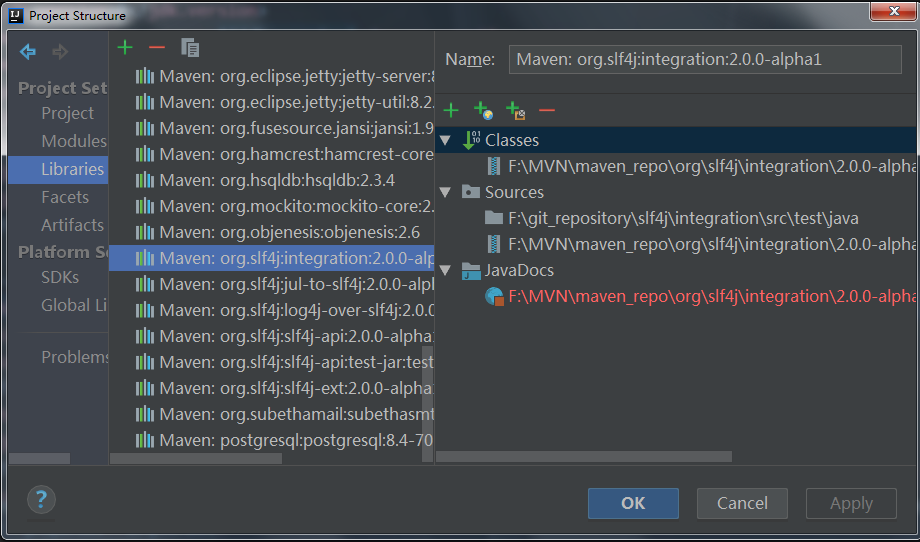 Project Structure
Project Set
Project
Modules
Libraries
Facets
Artifacts
Platform Se
SDKs
Global Li
Problems
Maven: org.eclipse.jetty:jetty-server:8
Maven: org.eclipse.jetty:jetty-util:8.2
Maven: org.fusesource.jansi:jansi:1.9
Maven: org.hamcrest:hamcrest-core
Maven: org.hsqldb:hsqldb:2.3.4
Maven: org.mockito:mockito-core:2.
Maven: org.objenesis:objenesis:2.6
Maven: org.slf4j:integration:2.0.0-alp
Maven: org.slf4j:jul-to-slf4j:2.0.0-alp
Maven: org.slf4j:log4j-over-slf4j:2.0.0
Maven: org.slf4j:slf4j-api:2.0.0-alpha1
Maven: org.slf4j:slf4j-api:test-jar:test
Maven: org.slf4j:slf4j-ext:2.0.0-alpha
Maven: org.subethamail:subethasmt
Maven: postgresql:postgresql:8.4-70
Name: Maven: org.slf4j:integration:2.0.0-alpha1
Classes
F:\MVN\maven_repo\org\slf4j\integration\2.0.0-alpha
Sources
F:\git_repository\slf4j\integration\src\test\java
F:\MVN\maven_repo\org\slf4j\integration\2.0.0-alpha
JavaDocs
F:\MVN\maven_repo\org\slf4j\integration\2.0.0-alpha
?
OK
Cancel
Apply